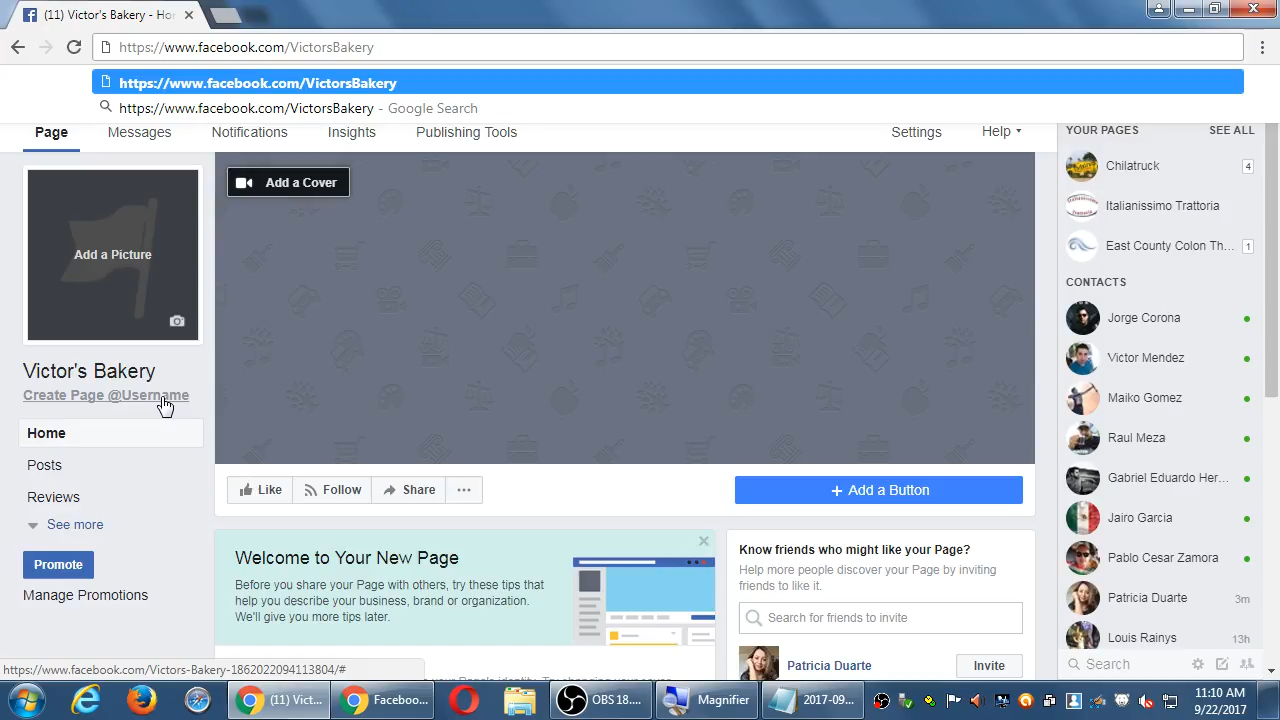 (11) Victor's Bakery - Hor
https://www.facebook.com/VictorsBakery
https://www.facebook.com/VictorsBakery
https://www.facebook.com/VictorsBakery - Google Search
Page
Messages
Notifications
Insights
Publishing Tools
Settings
Help
YOUR PAGES
SEE ALL
Add a Cover
Add a Picture
Chilatruck
4
Italianissimo Trattoria
East County Colon Th...
1
CONTACTS
Jorge Corona
Victor Mendez
Maiko Gomez
Raul Meza
Gabriel Eduardo Her...
Jairo Garcia
Pablo Cesar Zamora
Patricia Duarte
3m
Louis Rainys
13h
Search
Victor's Bakery
Create Page @Username
Home
Posts
Reviews
See more
Promote
Manage Promotions
Like
Follow
Share
...
+ Add a Button
Welcome to Your New Page
Before you share your Page with others, try these tips that
help you describe your business, brand or organization.
We'll give you more tips later.
Know friends who might like your Page?
Help more people discover your Page by inviting
friends to like it.
Search for friends to invite
Patricia Duarte
Invite
https://www.facebook.com/Victors-Bakery-1862022094113804/#
(11) Vict...
Faceboo...
OBS 18....
Magnifier
2017-09...
11:10 AM
9/22/2017